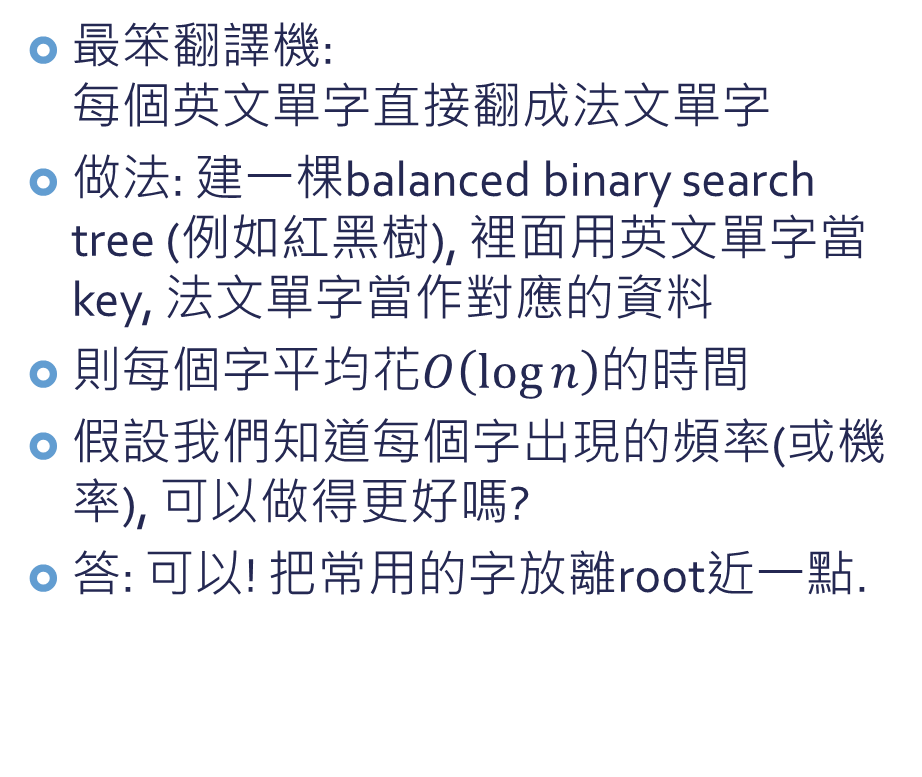 最笨翻譯機:
每個英文單字直接翻成法文單字
做法: 建一棵balanced binary search
tree (例如紅黑樹), 裡面用英文單字當
key, 法文單字當作對應的資料
則每個字平均花O(log n)的時間
假設我們知道每個字出現的頻率(或機
率), 可以做得更好嗎?
答: 可以! 把常用的字放離root近一點.